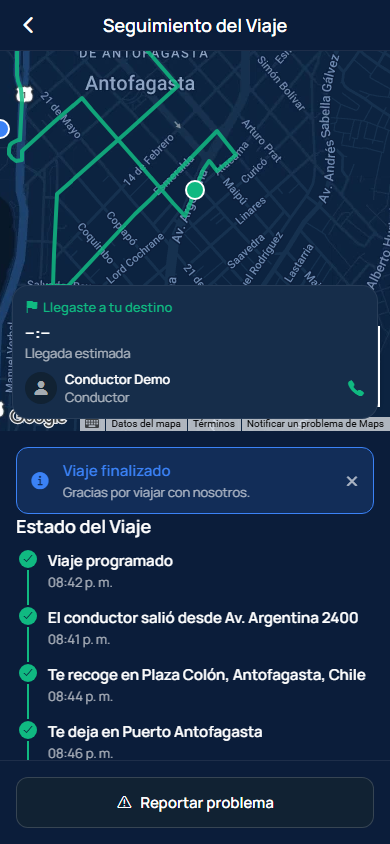 Seguimiento del Viaje
DE ANTOFAGASTA
Antofagasta
1
21 de Mayo
14 de Febrero
Esmeralda
Simón Bolívar
Av. Andrés Sabella Gálvez
Arturo Prat
Atacama
Curicó
Maipú
Linares
Copiapó
Coquimbo
Lord Cochrane
Saavedra
Lastarria
Llegaste a tu destino
--:--
Llegada estimada
Conductor Demo
Conductor
Google
Datos del mapa
Términos
Notificar un problema de Maps
Viaje finalizado
Gracias por viajar con nosotros.
Estado del Viaje
Viaje programado
08:42 p. m.
El conductor salió desde Av. Argentina 2400
08:41 p. m.
Te recoge en Plaza Colón, Antofagasta, Chile
08:44 p. m.
Te deja en Puerto Antofagasta
08:46 p. m.
Reportar problema